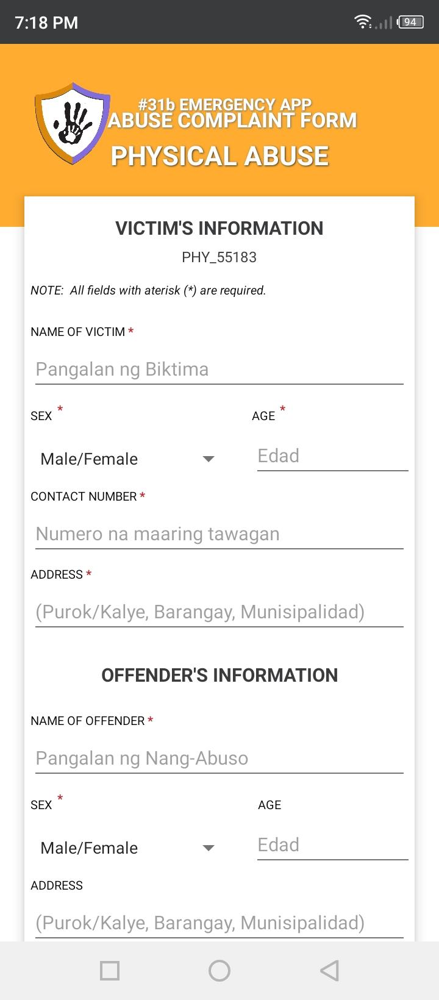 7:18 PM
94
#31b EMERGENCY APP
ABUSE COMPLAINT FORM
PHYSICAL ABUSE
VICTIM'S INFORMATION
PHY_55183
NOTE:  All fields with aterisk (*) are required.
NAME OF VICTIM *
Pangalan ng Biktima
SEX * AGE *
Male/Female Edad
CONTACT NUMBER *
Numero na maaring tawagan
ADDRESS *
(Purok/Kalye, Barangay, Munisipalidad)
OFFENDER'S INFORMATION
NAME OF OFFENDER *
Pangalan ng Nang-Abuso
SEX * AGE
Male/Female Edad
ADDRESS
(Purok/Kalye, Barangay, Munisipalidad)